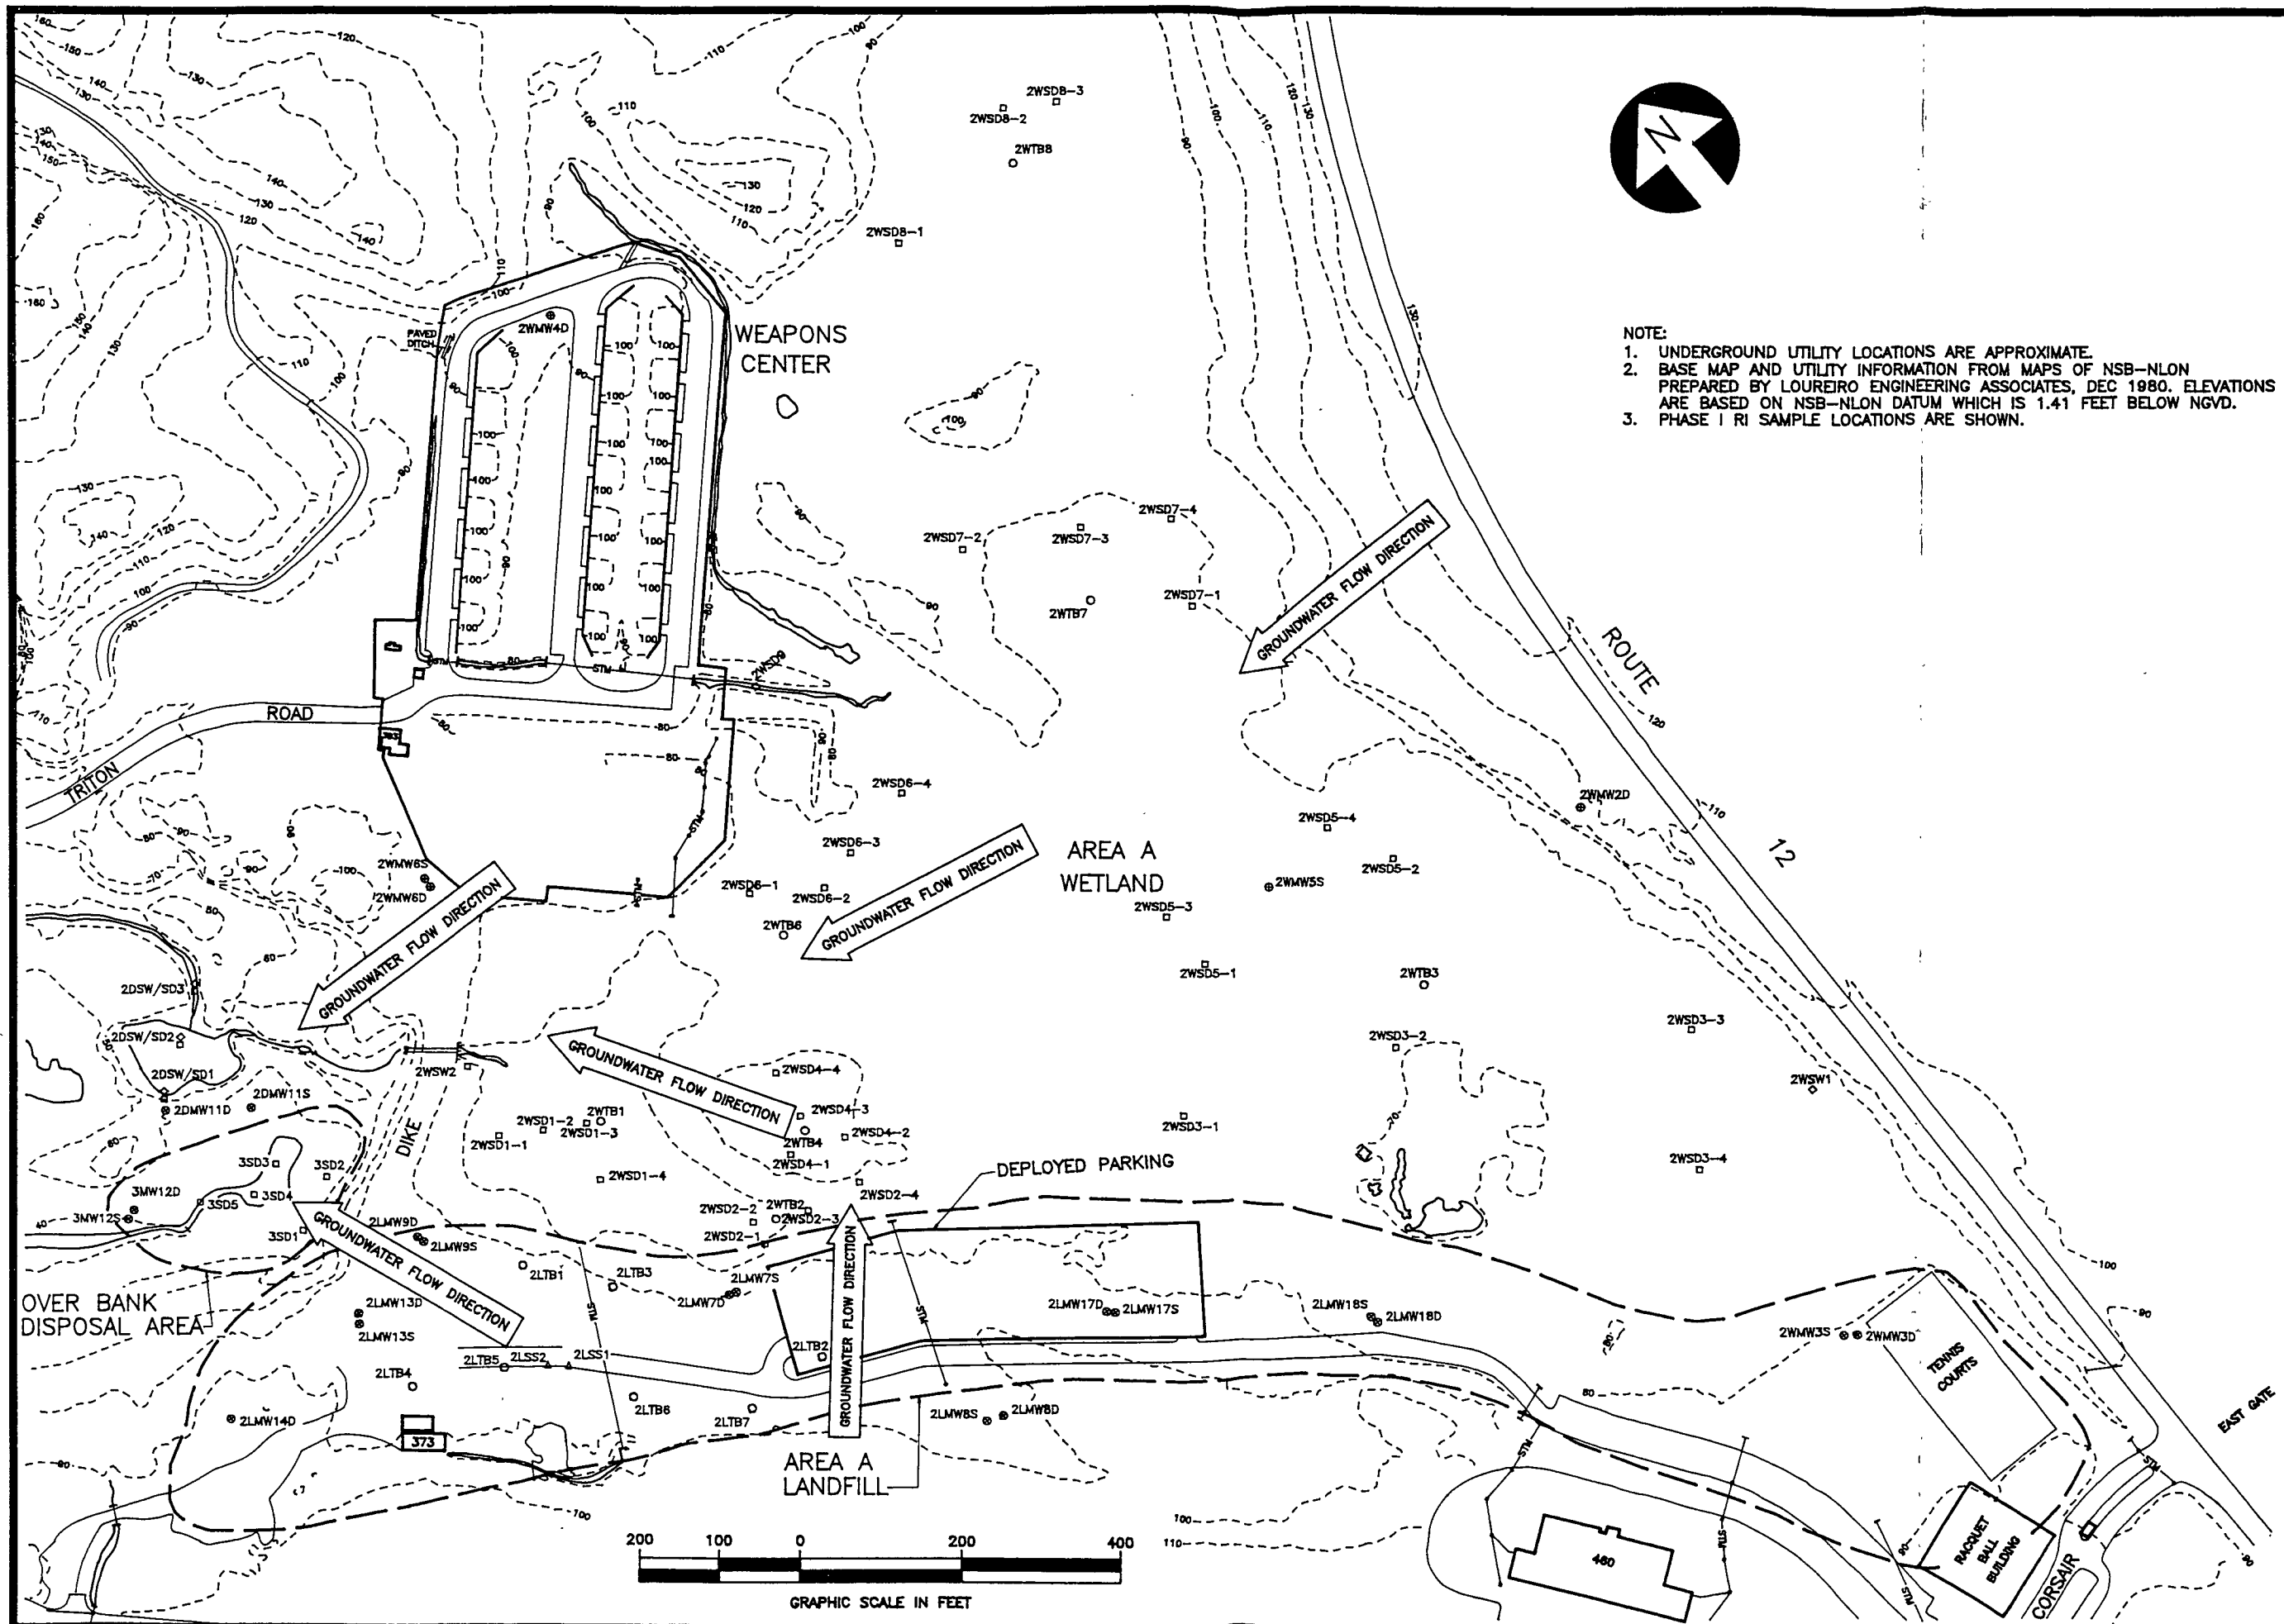 N
NOTE:
1. UNDERGROUND UTILITY LOCATIONS ARE APPROXIMATE.
2. BASE MAP AND UTILITY INFORMATION FROM MAPS OF NSB-NLON
PREPARED BY LOUREIRO ENGINEERING ASSOCIATES, DEC 1980. ELEVATIONS
ARE BASED ON NSB-NLON DATUM WHICH IS 1.41 FEET BELOW NGVD.
3. PHASE I RI SAMPLE LOCATIONS ARE SHOWN.
2WSD8-3
2WSD8-2
2WTB8
2WSD8-1
WEAPONS
CENTER
2WMW4D
PAVED
DITCH
2WSD7-4
2WSD7-2
2WSD7-3
2WTB7
2WSD7-1
GROUNDWATER FLOW DIRECTION
ROUTE
12
2WSD9
STM
STM
ROAD
TRITON
383
2WSD6-4
2WSD6-3
2WSD6-1
2WSD6-2
2WTB6
STM
GROUNDWATER FLOW DIRECTION
AREA A
WETLAND
2WMW2D
2WSD5-4
2WSD5-2
2WMW5S
2WSD5-3
2WSD5-1
2WTB3
2WMW6S
2WMW6D
GROUNDWATER FLOW DIRECTION
2DSW/SD3
2DSW/SD2
2DSW/SD1
2DMW11D
2DMW11S
2WSW2
DIKE
GROUNDWATER FLOW DIRECTION
2WSD4-4
2WSD4-3
2WTB4
2WSD4-2
2WSD4-1
2WSD1-2
2WTB1
2WSD1-3
2WSD1-1
2WSD1-4
2WSD3-2
2WSD3-3
2WSW1
2WSD3-1
2WSD3-4
DEPLOYED PARKING
3SD3
3SD2
3SD4
3SD5
3SD1
3MW12D
3MW12S
2WSD2-4
2WSD2-2
2WTB2
2WSD2-3
2WSD2-1
2LMW9D
2LMW9S
GROUNDWATER FLOW DIRECTION
GROUNDWATER FLOW DIRECTION
2LTB1
2LTB3
2LMW7S
2LMW7D
STM
STM
2LMW17D
2LMW17S
2LMW18S
2LMW18D
2WMW3S
2WMW3D
OVER BANK
DISPOSAL AREA
2LMW13D
2LMW13S
2LTB5
2LSS2
2LSS1
2LTB2
2LTB4
2LTB6
2LTB7
2LMW14D
2LMW8S
2LMW8D
373
AREA A
LANDFILL
TENNIS
COURTS
EAST GATE
STM
STM
STM
STM
460
RACQUET
BALL
BUILDING
CORSAIR
200 100 0 200 400
GRAPHIC SCALE IN FEET